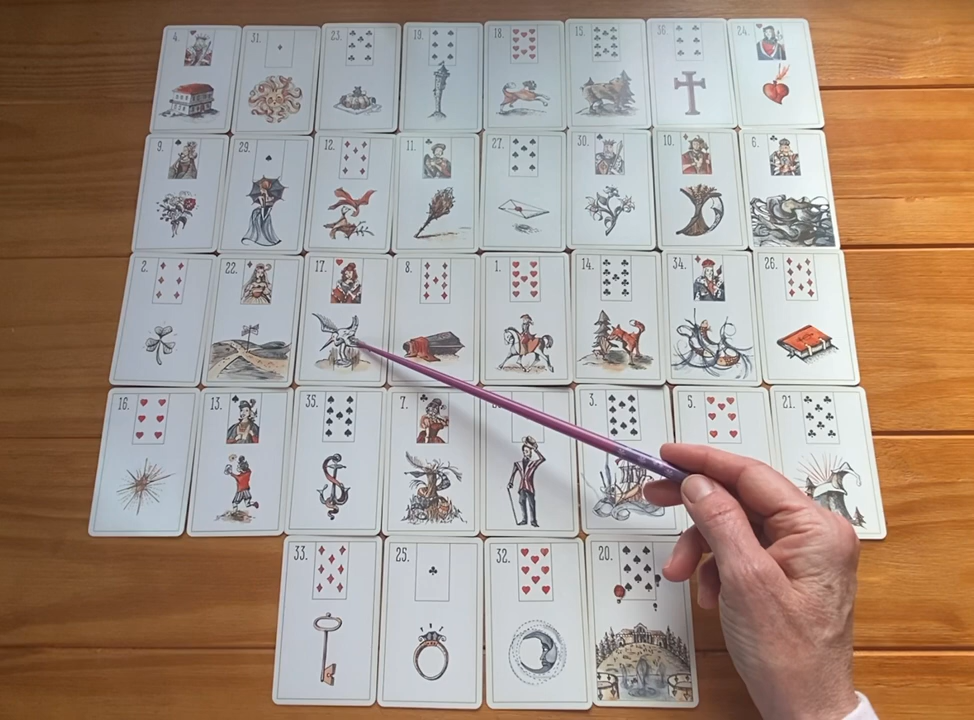 4. 31. 23. 19. 18. 15. 36. 24.
9. 29. 12. 11. 27. 30. 10. 6.
2. 22. 17. 8. 1. 14. 34. 26.
16. 13. 35. 7. 3. 5. 21.
33. 25. 32. 20.